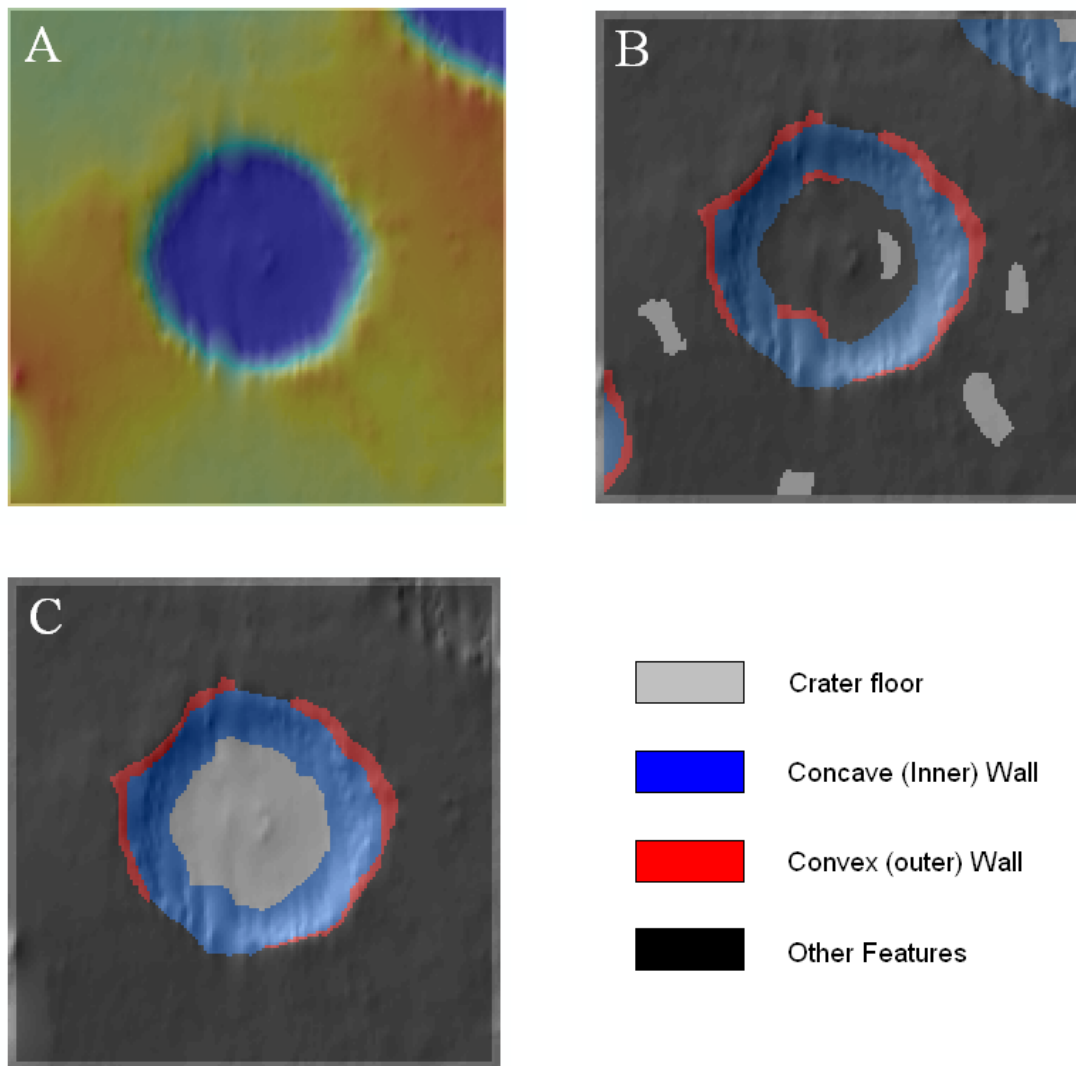 A
B
C
Crater floor
Concave (Inner) Wall
Convex (outer) Wall
Other Features